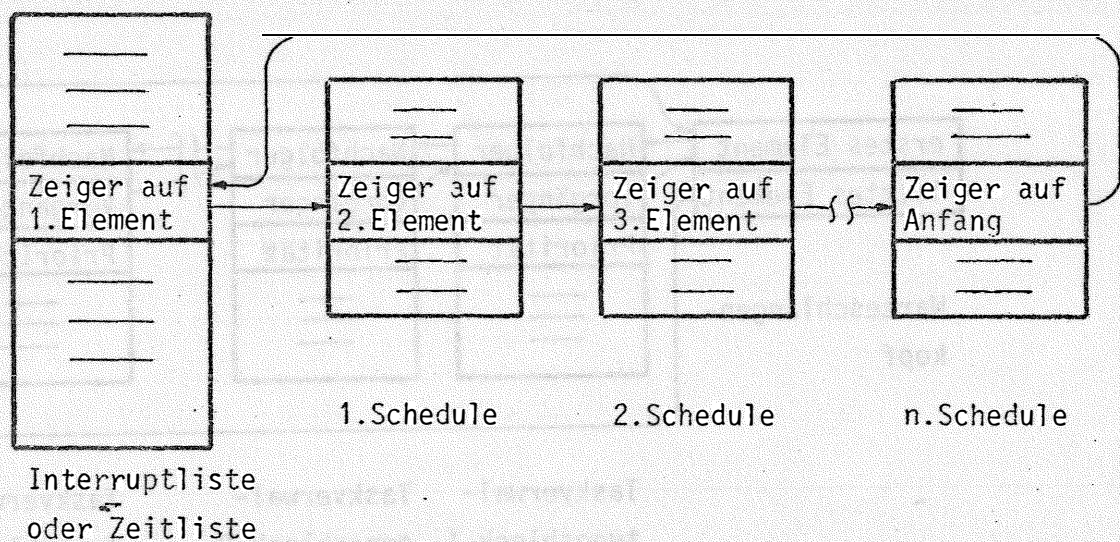 Zeiger auf
1.Element
Zeiger auf
2.Element
Zeiger auf
3.Element
Zeiger auf
Anfang
1.Schedule
2.Schedule
n.Schedule
Interruptliste
oder Zeitliste